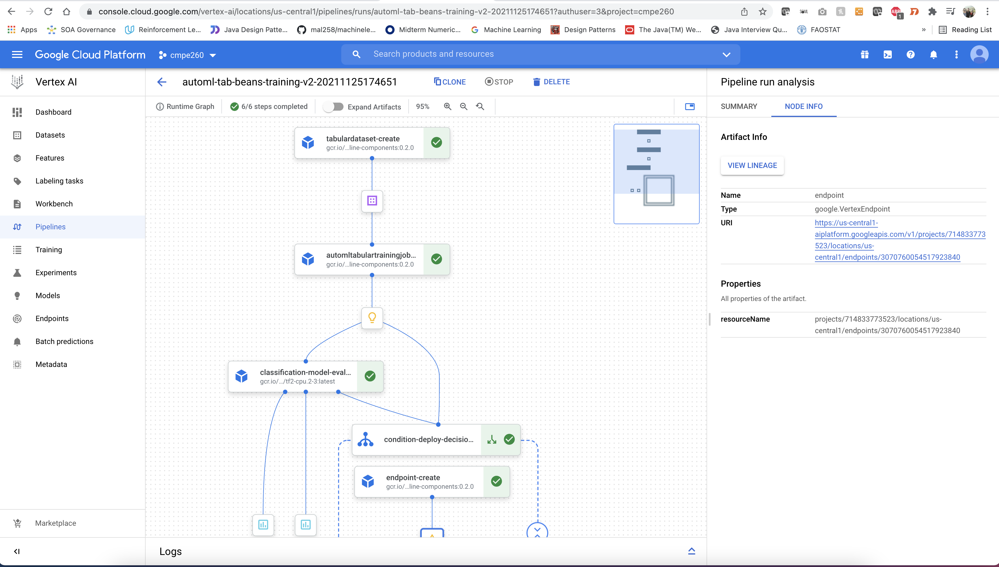 console.cloud.google.com/vertex-ai/locations/us-central1/pipelines/runs/automl-tab-beans-training-v2-20211125174651?authuser=3&project=cmpe260
SAML
ABP
1
Apps
SOA Governance
Reinforcement Le...
Java Design Patte...
mal258/machinele...
Midterm Numeric...
Machine Learning
Design Patterns
The Java(TM) We...
Java Interview Qu...
FAOSTAT
»
Reading List
Google Cloud Platform
cmpe260
Search products and resources
Vertex AI
automl-tab-beans-training-v2-20211125174651
CLONE
STOP
DELETE
Pipeline run analysis
Runtime Graph
6/6 steps completed
Expand Artifacts
95%
SUMMARY
NODE INFO
Dashboard
Datasets
Features
Labeling tasks
Workbench
Pipelines
Training
Experiments
Models
Endpoints
Batch predictions
Metadata
Marketplace
tabulardataset-create
gcr.io/...line-components:0.2.0
automltabulartrainingjob...
gcr.io/...line-components:0.2.0
classification-model-eval...
gcr.io/.../tf2-cpu.2-3:latest
condition-deploy-decisio...
endpoint-create
gcr.io/...line-components:0.2.0
Logs
Artifact Info
VIEW LINEAGE
Name endpoint
Type google.VertexEndpoint
URI https://us-central1-
aiplatform.googleapis.com/v1/projects/714833773
523/locations/us-
central1/endpoints/3070760054517923840
Properties
All properties of the artifact.
resourceName projects/714833773523/locations/us-
central1/endpoints/3070760054517923840